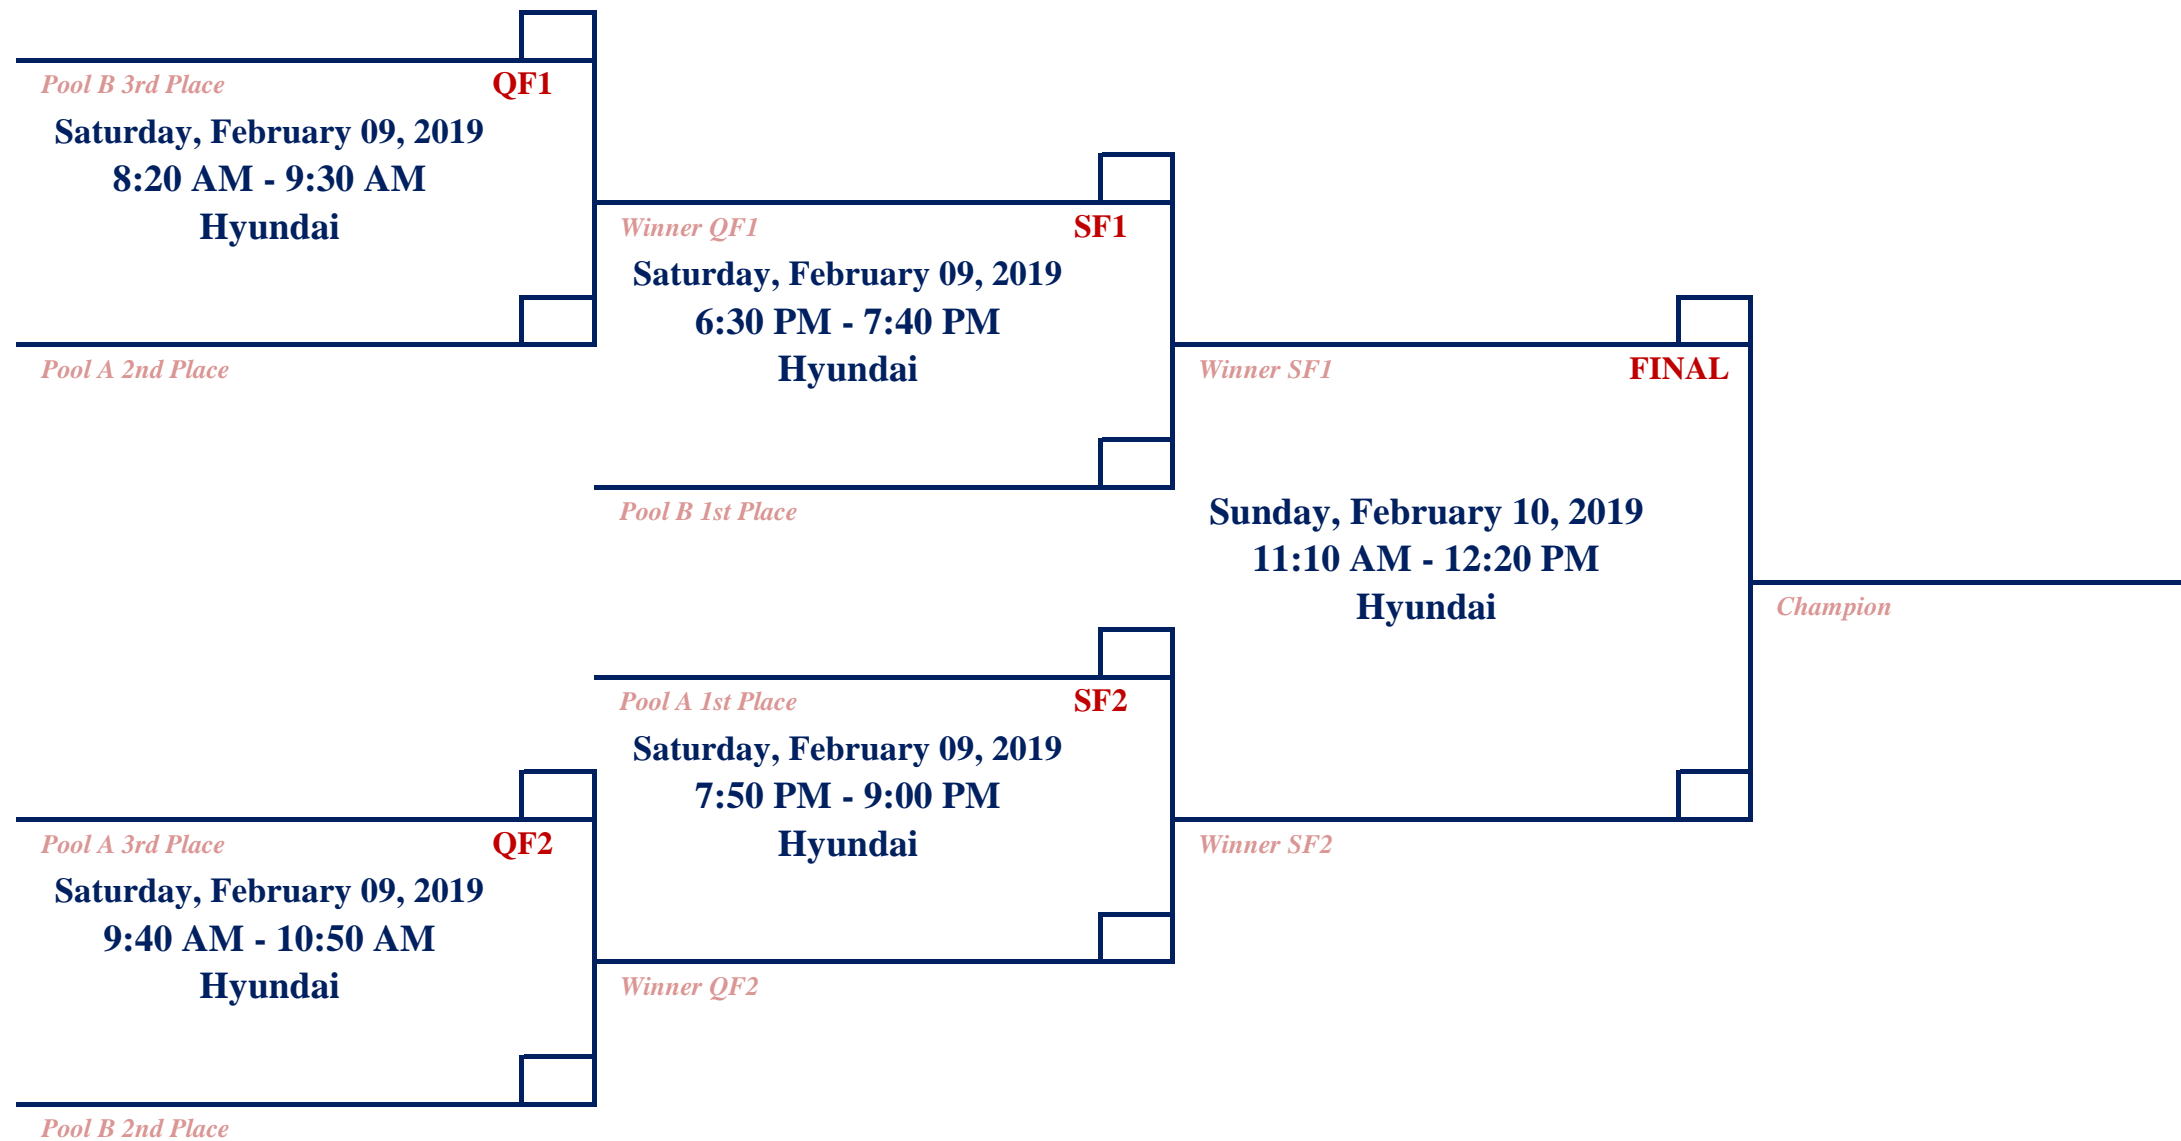 Pool B 3rd Place
QF1
Saturday, February 09, 2019
8:20 AM - 9:30 AM
Hyundai
Pool A 2nd Place
Winner QF1
SF1
Saturday, February 09, 2019
6:30 PM - 7:40 PM
Hyundai
Pool B 1st Place
Winner SF1
FINAL
Sunday, February 10, 2019
11:10 AM - 12:20 PM
Hyundai
Champion
Pool A 1st Place
SF2
Saturday, February 09, 2019
7:50 PM - 9:00 PM
Hyundai
Winner SF2
Pool A 3rd Place
QF2
Saturday, February 09, 2019
9:40 AM - 10:50 AM
Hyundai
Winner QF2
Pool B 2nd Place